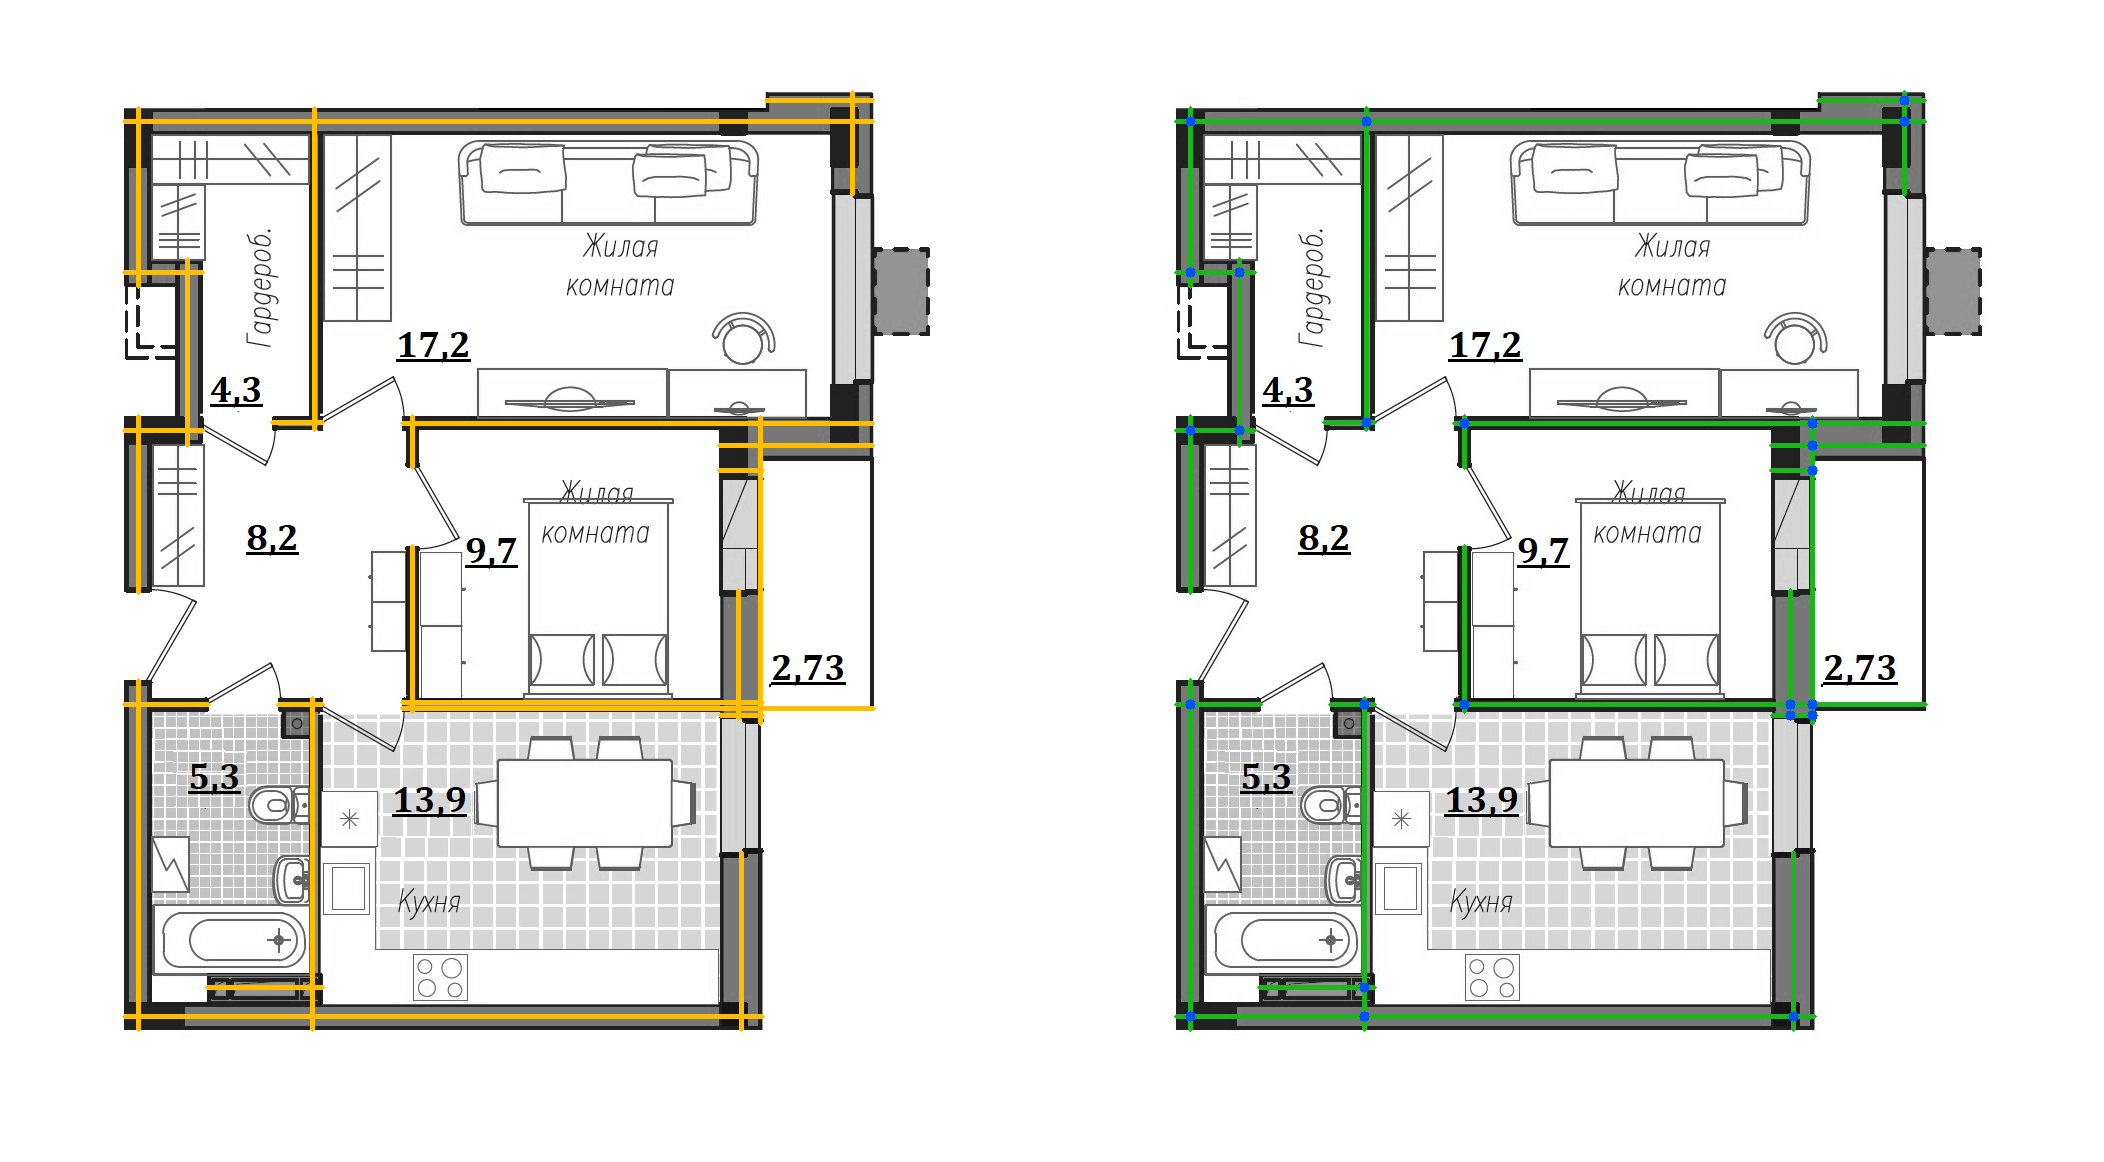 Гардероб.
Жилая
комната
17,2
4,3
8,2
Жилая
комната
9,7
2,73
5,3
13,9
Кухня
Гардероб.
Жилая
комната
17,2
4,3
8,2
Жилая
комната
9,7
2,73
5,3
13,9
Кухня